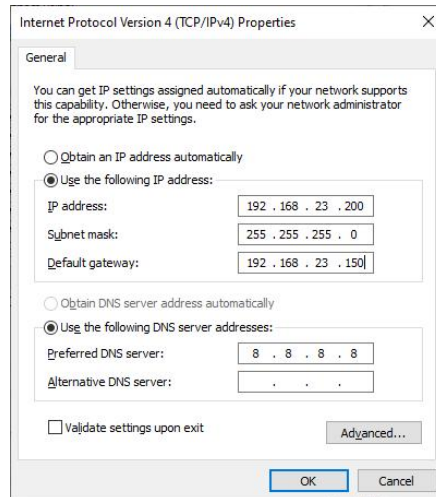 Internet Protocol Version 4 (TCP/IPv4) Properties
General
You can get IP settings assigned automatically if your network supports
this capability. Otherwise, you need to ask your network administrator
for the appropriate IP settings.
Obtain an IP address automatically
Use the following IP address:
IP address: 192 . 168 . 23 . 200
Subnet mask: 255 . 255 . 255 . 0
Default gateway: 192 . 168 . 23 . 150
Obtain DNS server address automatically
Use the following DNS server addresses:
Preferred DNS server: 8 . 8 . 8 . 8
Alternative DNS server: . . .
Validate settings upon exit
Advanced...
OK Cancel